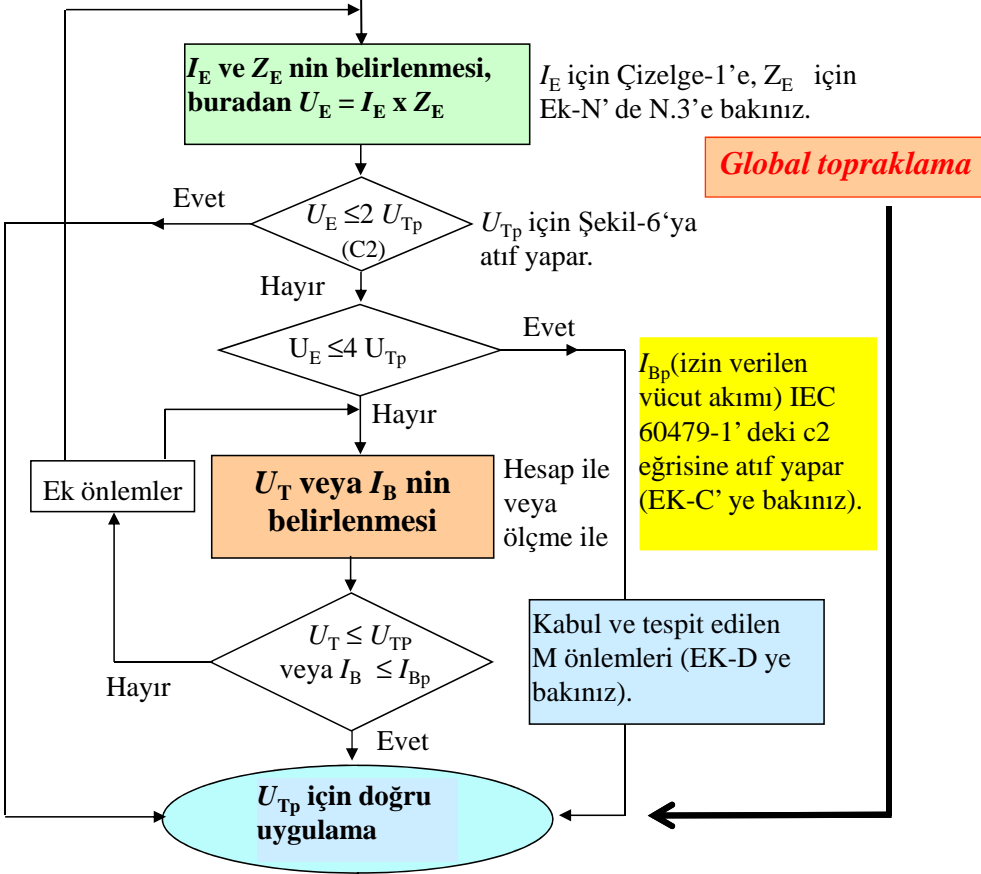 I_E ve Z_E nin belirlenmesi,
buradan U_E = I_E x Z_E
I_E için Çizelge-1'e, Z_E için
Ek-N' de N.3'e bakınız.
Global topraklama
Evet
U_E ≤2 U_Tp
(C2)
U_Tp için Şekil-6‘ya
atıf yapar.
Hayır
U_E ≤4 U_Tp
Evet
Hayır
I_Bp(izin verilen
vücut akımı) IEC
60479-1' deki c2
eğrisine atıf yapar
(EK-C' ye bakınız).
Ek önlemler
U_T veya I_B nin
belirlenmesi
Hesap ile
veya
ölçme ile
U_T ≤ U_TP
veya I_B ≤ I_Bp
Hayır
Evet
Kabul ve tespit edilen
M önlemleri (EK-D ye
bakınız).
U_Tp için doğru
uygulama